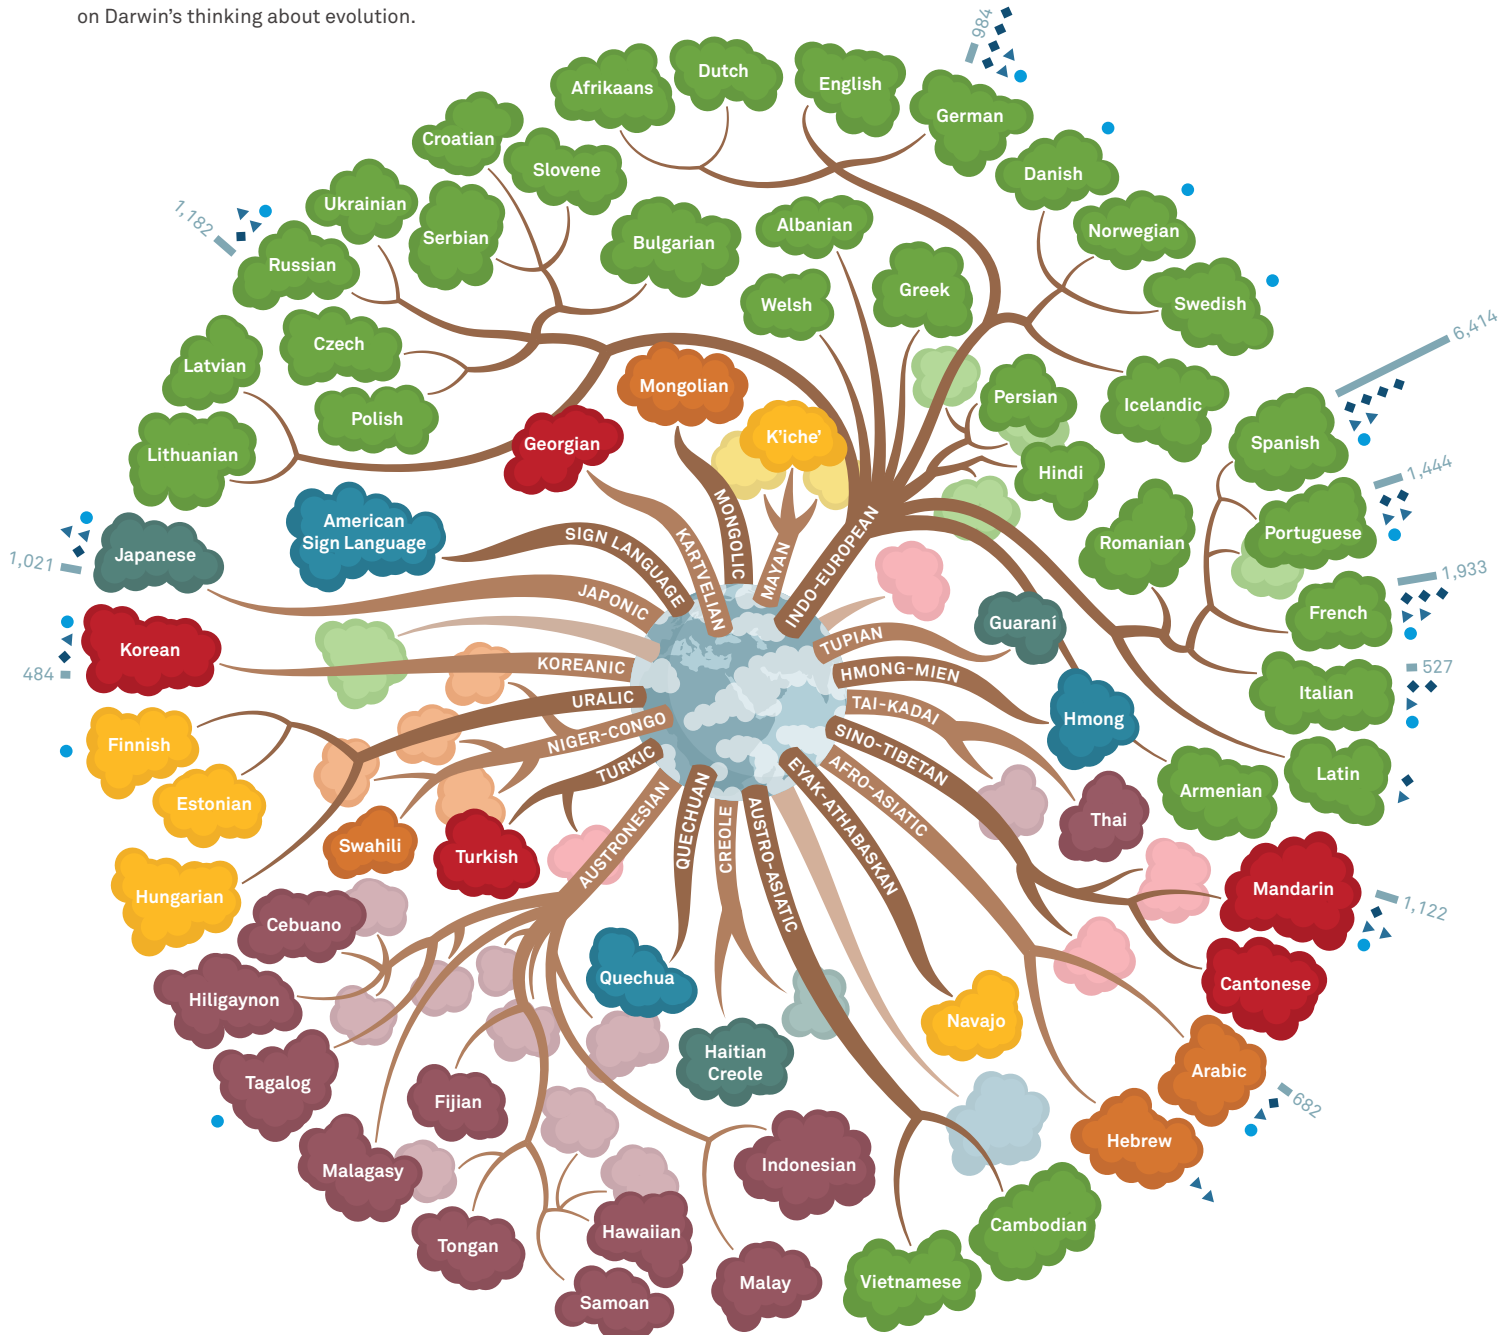 on Darwin's thinking about evolution.
984
Dutch
Afrikaans
English
German
Croatian
Slovene
Danish
Ukrainian
1,182
Serbian
Bulgarian
Albanian
Norwegian
Russian
Greek
Welsh
Swedish
6,414
Czech
Latvian
Mongolian
Persian
Icelandic
Polish
K'iche'
Georgian
Spanish
Lithuanian
Hindi
1,444
American
Sign Language
MONGOLIC
SIGN LANGUAGE
KARTVELIAN
MAYAN
INDO-EUROPEAN
Romanian
Portuguese
Japanese
1,021
1,933
JAPONIC
French
Guaraní
TUPIAN
Korean
KOREANIC
HMONG-MIEN
484
527
URALIC
Italian
TAI-KADAI
Hmong
NIGER-CONGO
SINO-TIBETAN
Finnish
TURKIC
Latin
Armenian
Estonian
AFRO-ASIATIC
EYAK-ATHABASKAN
AUSTRONESIAN
QUECHUAN
CREOLE
AUSTRO-ASIATIC
Thai
Swahili
Turkish
Mandarin
Hungarian
1,122
Cebuano
Quechua
Cantonese
Hiligaynon
Navajo
Haitian
Creole
Arabic
Tagalog
Fijian
682
Hebrew
Indonesian
Malagasy
Cambodian
Hawaiian
Tongan
Malay
Vietnamese
Samoan